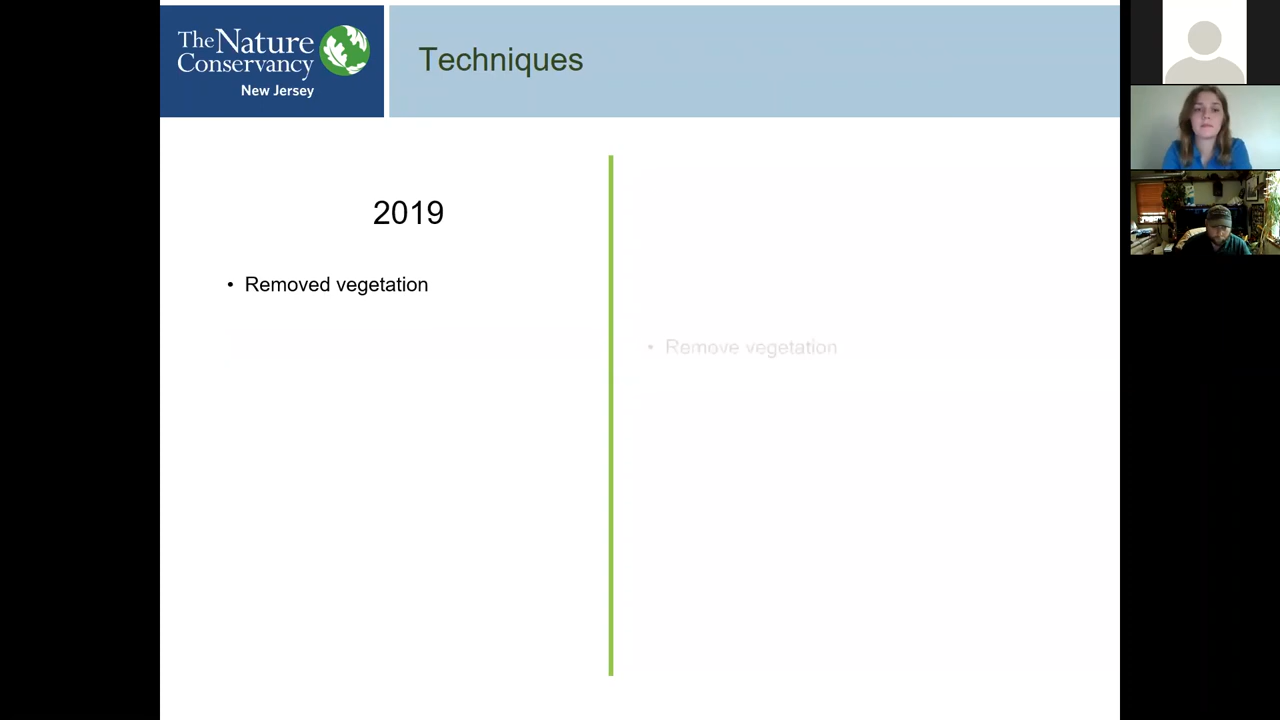 The Nature
Conservancy
New Jersey
Techniques
2019
• Removed vegetation
• Remove vegetation